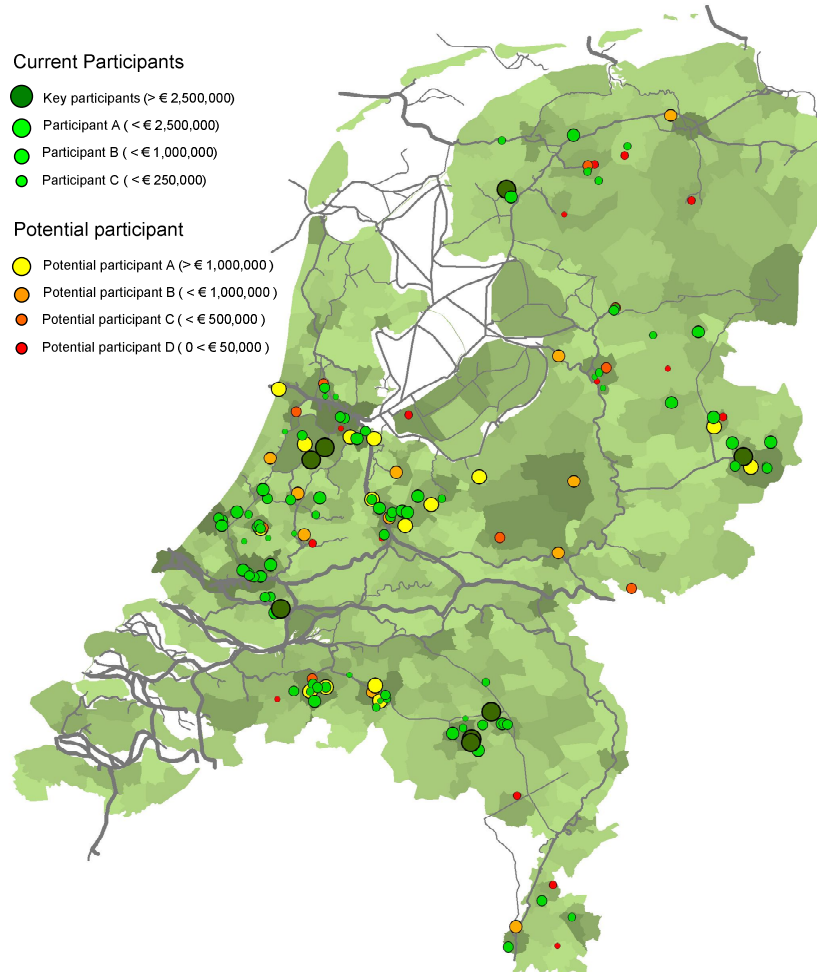 Current Participants
Key participants (> € 2,500,000)
Participant A ( < € 2,500,000)
Participant B ( < € 1,000,000)
Participant C ( < € 250,000)
Potential participant
Potential participant A (> € 1,000,000 )
Potential participant B ( < € 1,000,000 )
Potential participant C ( < € 500,000 )
Potential participant D ( 0 < € 50,000 )